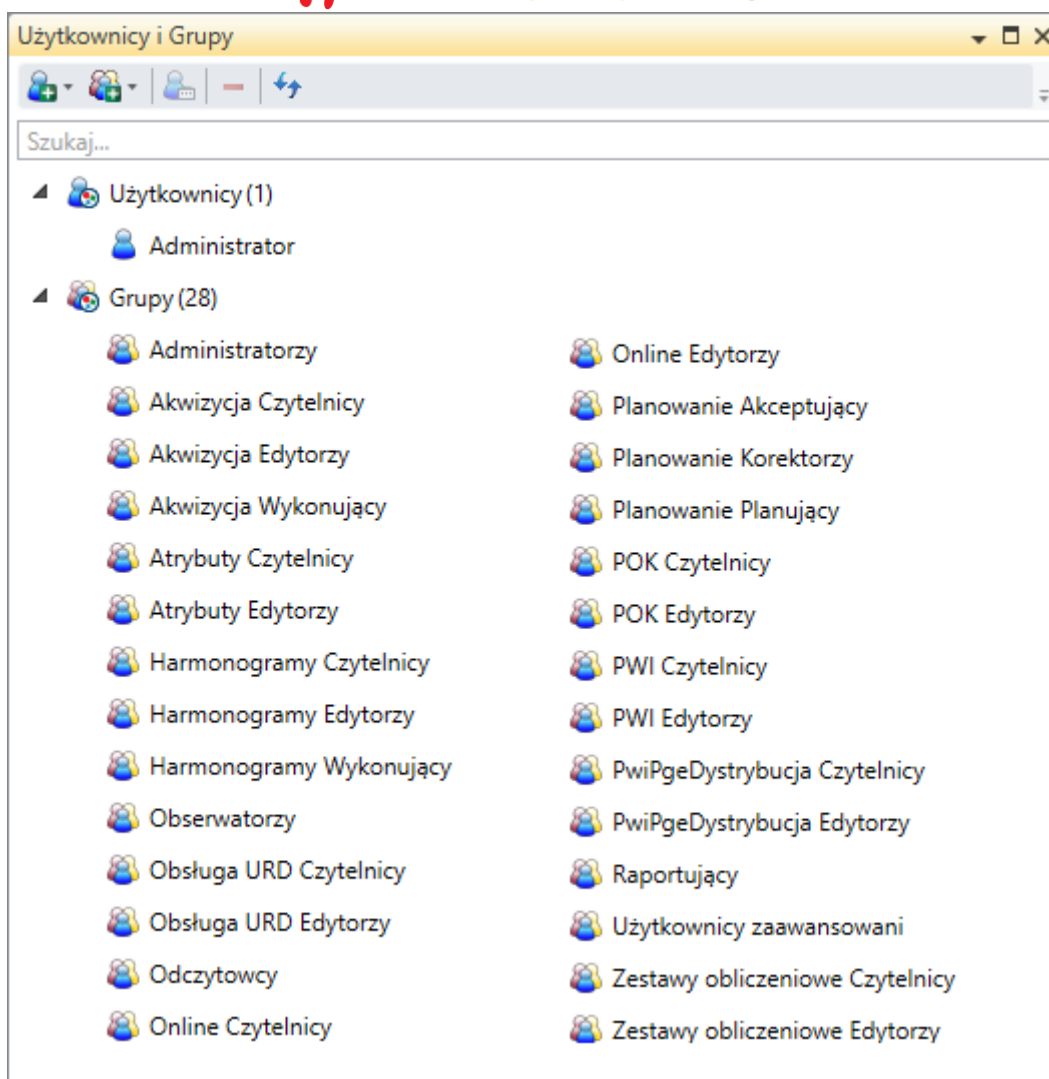 Użytkownicy i Grupy
Szukaj...
Użytkownicy (1)
Administrator
Grupy (28)
Administratorzy
Akwizycja Czytelnicy
Akwizycja Edytorzy
Akwizycja Wykonujący
Atrybuty Czytelnicy
Atrybuty Edytorzy
Harmonogramy Czytelnicy
Harmonogramy Edytorzy
Harmonogramy Wykonujący
Obserwatorzy
Obsługa URD Czytelnicy
Obsługa URD Edytorzy
Odczytowcy
Online Czytelnicy
Online Edytorzy
Planowanie Akceptujący
Planowanie Korektorzy
Planowanie Planujący
POK Czytelnicy
POK Edytorzy
PWI Czytelnicy
PWI Edytorzy
PwiPgeDystrybucja Czytelnicy
PwiPgeDystrybucja Edytorzy
Raportujący
Użytkownicy zaawansowani
Zestawy obliczeniowe Czytelnicy
Zestawy obliczeniowe Edytorzy